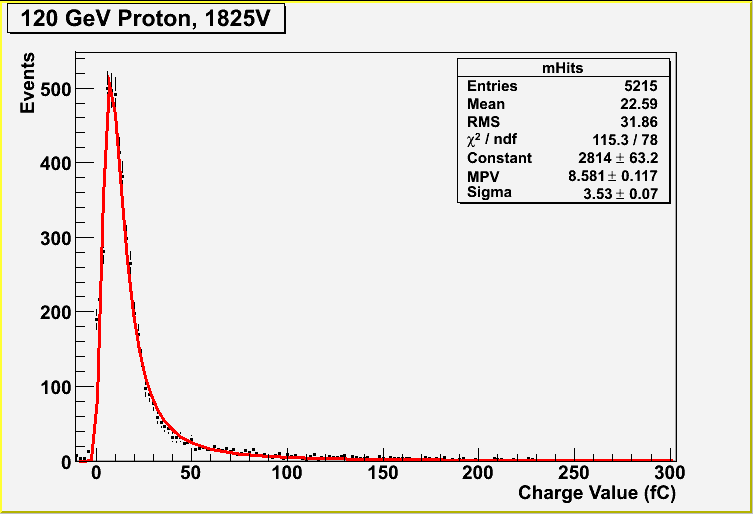 120 GeV Proton, 1825V
Events
mHits
Entries 5215
Mean 22.59
RMS 31.86
χ² / ndf 115.3 / 78
Constant 2814 ± 63.2
MPV 8.581 ± 0.117
Sigma 3.53 ± 0.07
500
400
300
200
100
0
0 50 100 150 200 250 300
Charge Value (fC)